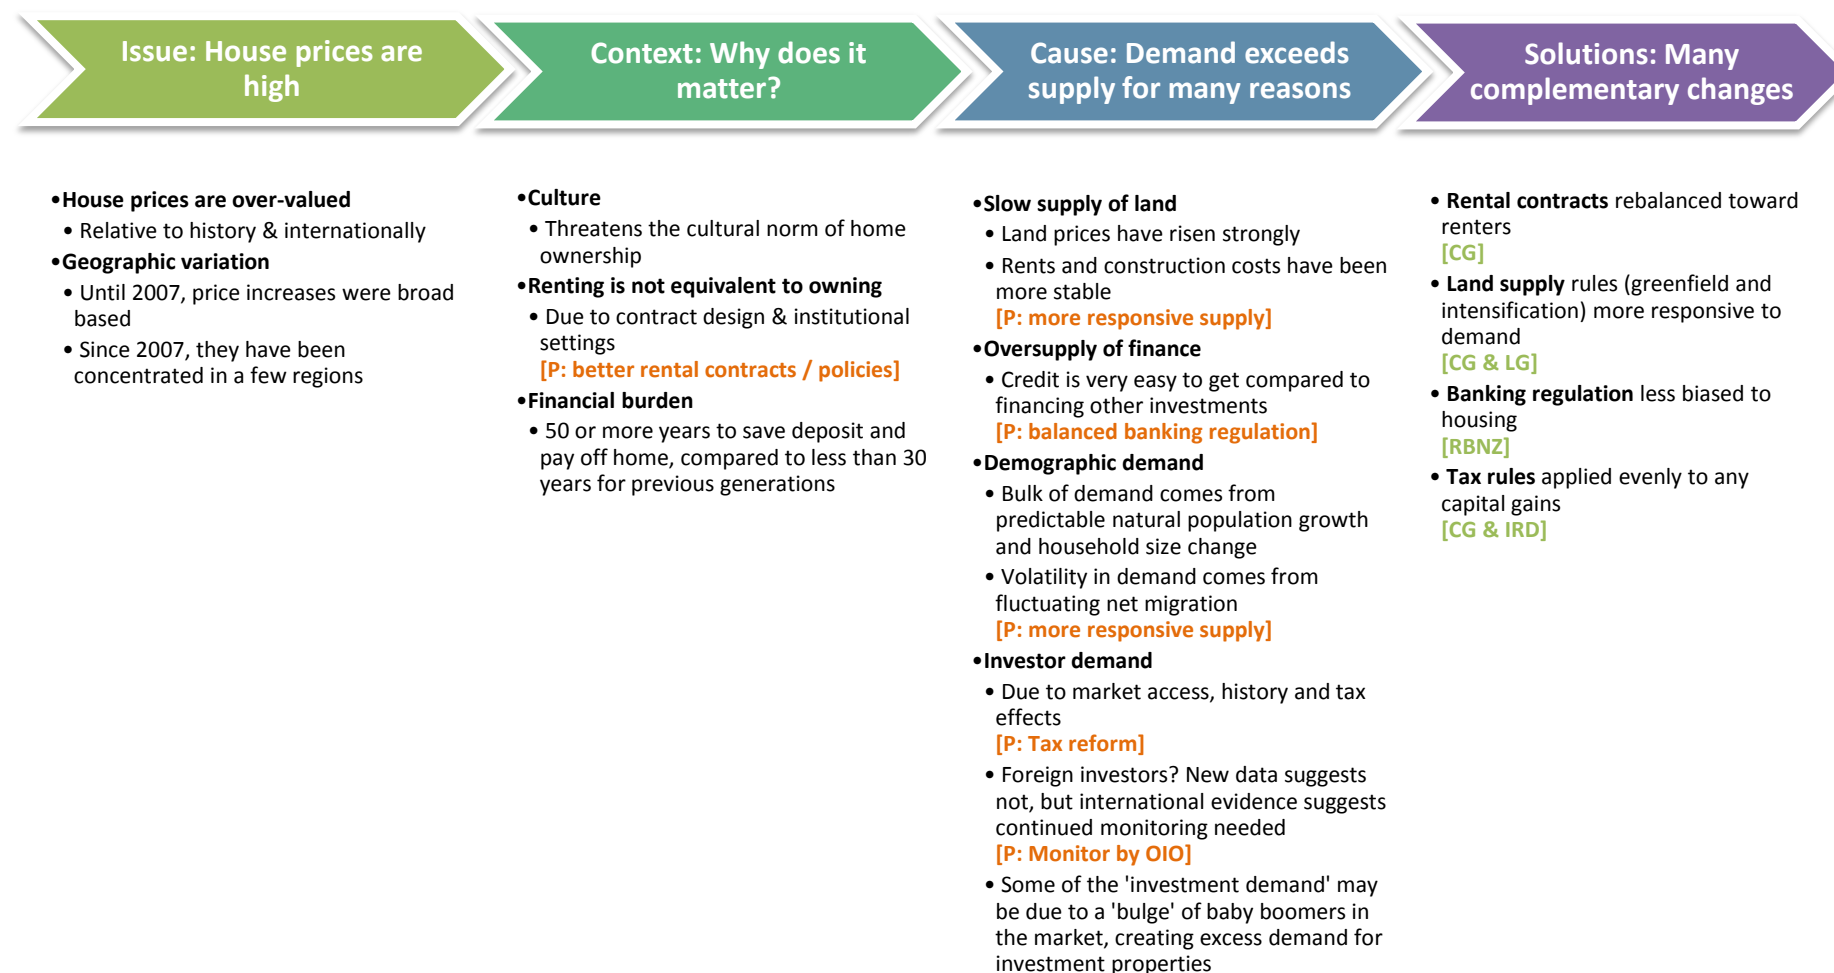 Issue: House prices are
high
Context: Why does it
matter?
Cause: Demand exceeds
supply for many reasons
Solutions: Many
complementary changes
•House prices are over-valued
• Relative to history & internationally
•Geographic variation
• Until 2007, price increases were broad
based
• Since 2007, they have been
concentrated in a few regions
•Culture
• Threatens the cultural norm of home
ownership
•Renting is not equivalent to owning
• Due to contract design & institutional
settings
[P: better rental contracts / policies]
•Financial burden
• 50 or more years to save deposit and
pay off home, compared to less than 30
years for previous generations
•Slow supply of land
• Land prices have risen strongly
• Rents and construction costs have been
more stable
[P: more responsive supply]
•Oversupply of finance
• Credit is very easy to get compared to
financing other investments
[P: balanced banking regulation]
•Demographic demand
• Bulk of demand comes from
predictable natural population growth
and household size change
• Volatility in demand comes from
fluctuating net migration
[P: more responsive supply]
•Investor demand
• Due to market access, history and tax
effects
[P: Tax reform]
• Foreign investors? New data suggests
not, but international evidence suggests
continued monitoring needed
[P: Monitor by OIO]
• Some of the 'investment demand' may
be due to a 'bulge' of baby boomers in
the market, creating excess demand for
investment properties
• Rental contracts rebalanced toward
renters
[CG]
• Land supply rules (greenfield and
intensification) more responsive to
demand
[CG & LG]
• Banking regulation less biased to
housing
[RBNZ]
• Tax rules applied evenly to any
capital gains
[CG & IRD]